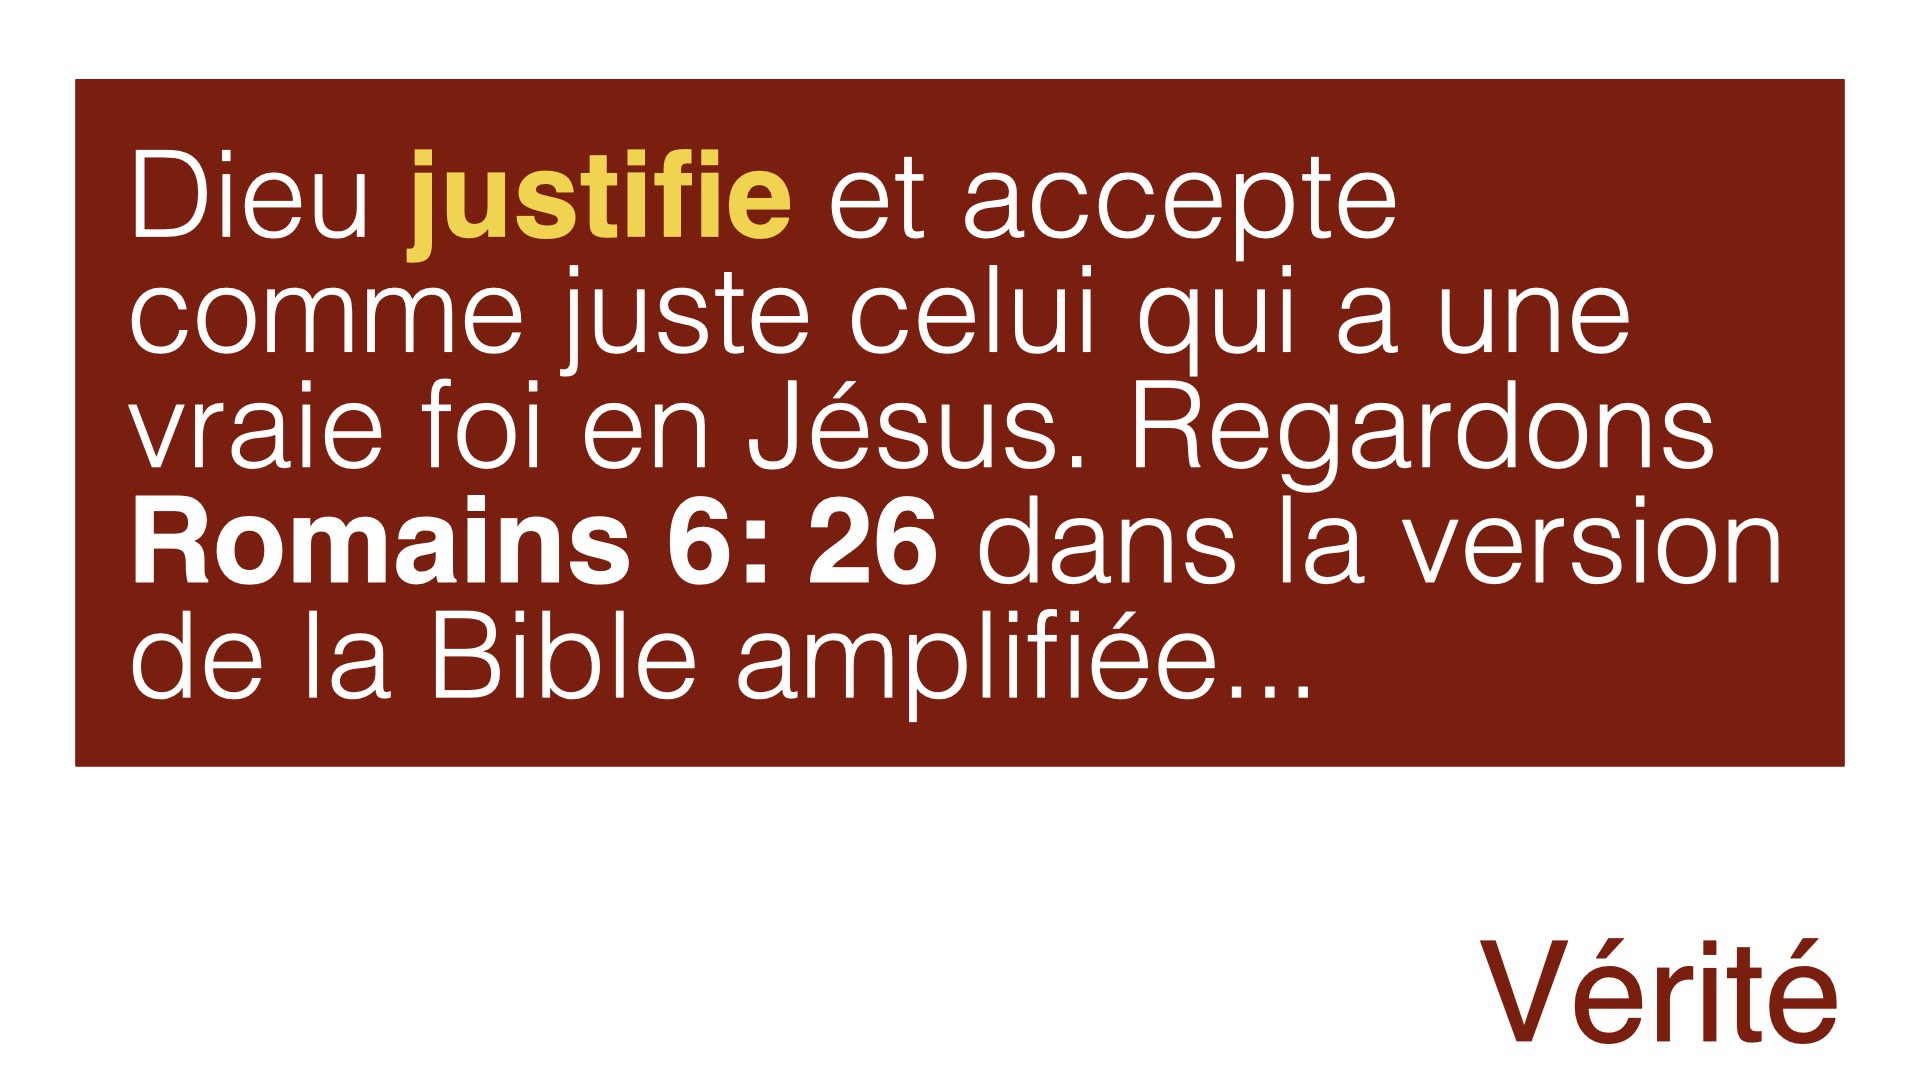 Dieu justifie et accepte
comme juste celui qui a une
vraie foi en Jésus. Regardons
Romains 6: 26 dans la version
de la Bible amplifiée...
Vérité